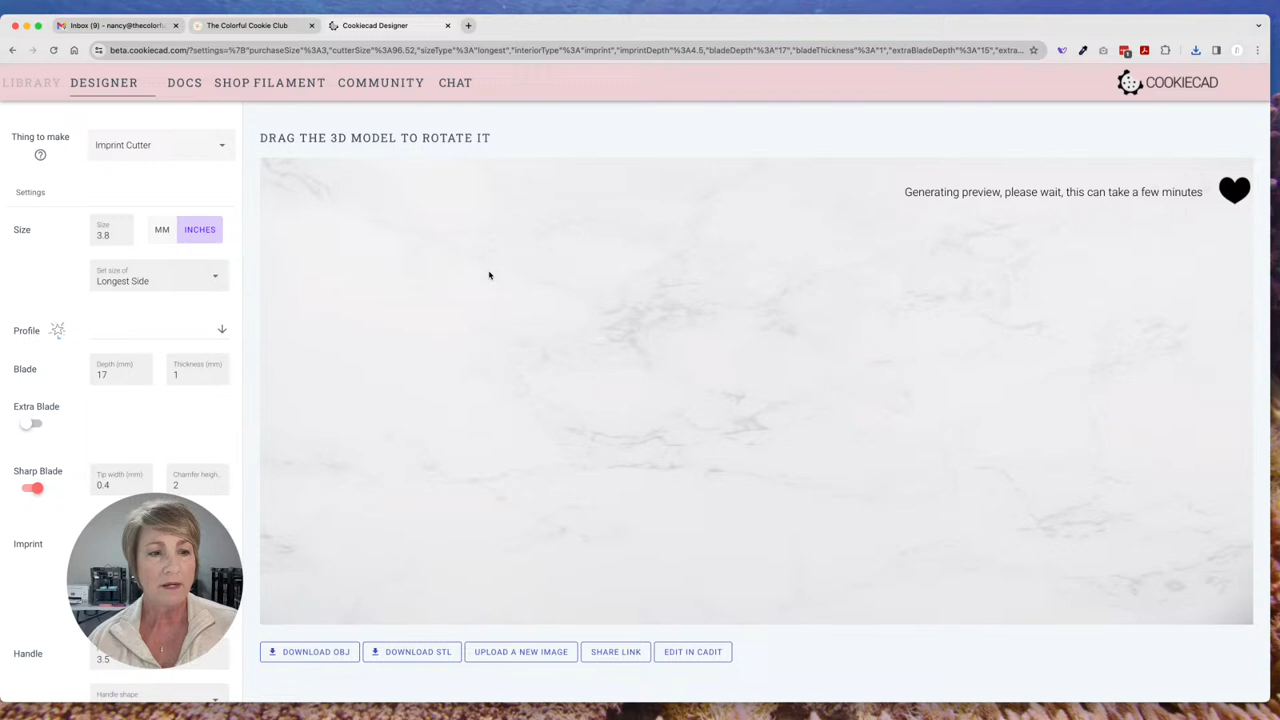 Inbox (9) – nancy@thecolorfu
The Colorful Cookie Club
Cookiecad Designer
beta.cookiecad.com/?settings=%7B"purchaseSize"%3A3,"cutterSize"%3A96.52,"sizeType"%3A"longest","interiorType"%3A"imprint","imprintDepth"%3A4.5,"bladeDepth"%3A"17","bladeThickness"%3A"1","extraBladeDepth"%3A"15","extra...
LIBRARY DESIGNER DOCS SHOP FILAMENT COMMUNITY CHAT
COOKIECAD
Thing to make
Imprint Cutter
DRAG THE 3D MODEL TO ROTATE IT
Generating preview, please wait, this can take a few minutes
Settings
Size
Size
3.8
MM INCHES
Set size of
Longest Side
Profile
Blade
Depth (mm)
17
Thickness (mm)
1
Extra Blade
Sharp Blade
Tip width (mm)
0.4
Chamfer heigh..
2
Imprint
Handle
3.5
Handle shape
DOWNLOAD OBJ DOWNLOAD STL UPLOAD A NEW IMAGE SHARE LINK EDIT IN CADIT